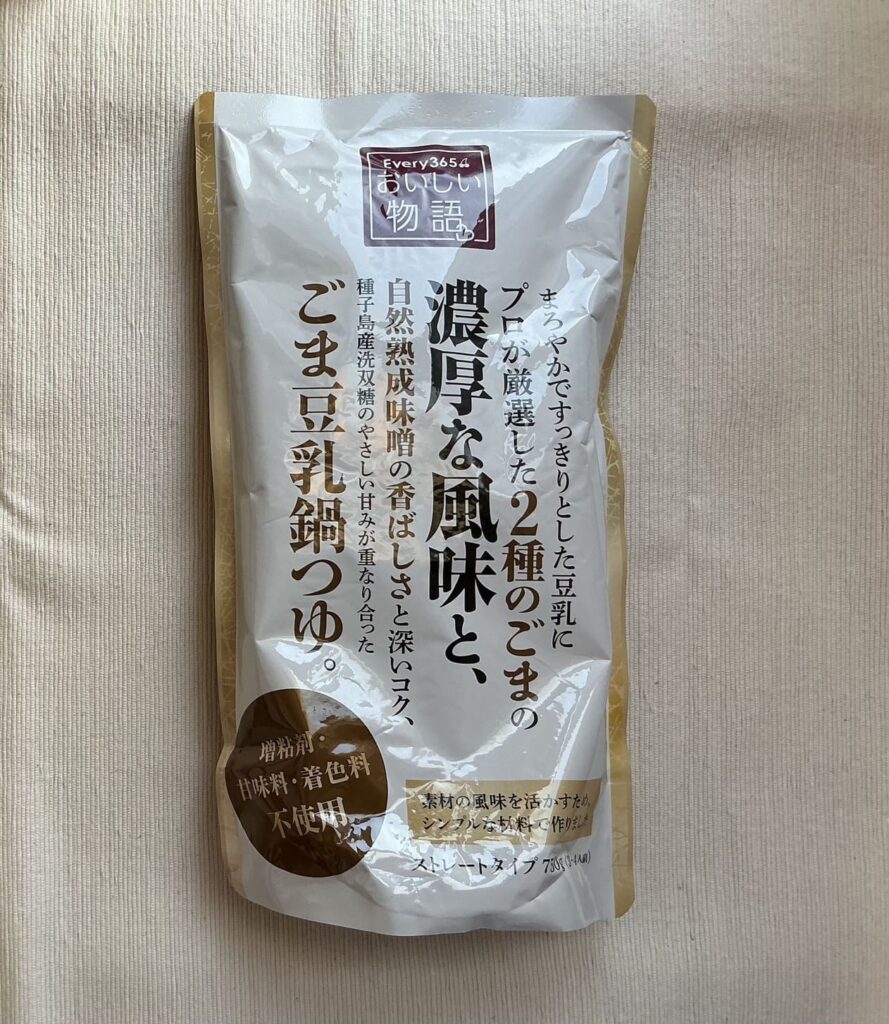 Every365
おいしい
物語
まろやかですっきりとした豆乳に
プロが厳選した2種のごまの
濃厚な風味と、
自然熟成味噌の香ばしさと深いコク、
種子島産洗双糖のやさしい甘みが重なり合った
ごま豆乳鍋つゆ。
増粘剤・
甘味料・着色料
不使用
素材の風味を活かすため、
シンプルな材料で作りました
ストレートタイプ 750g(3-4人前)